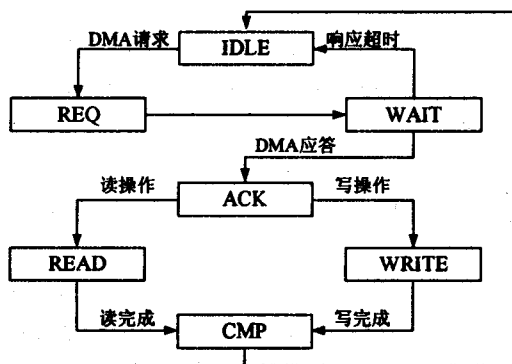 DMA请求
IDLE
响应超时
REQ
WAIT
DMA应答
读操作
ACK
写操作
READ
WRITE
读完成
CMP
写完成